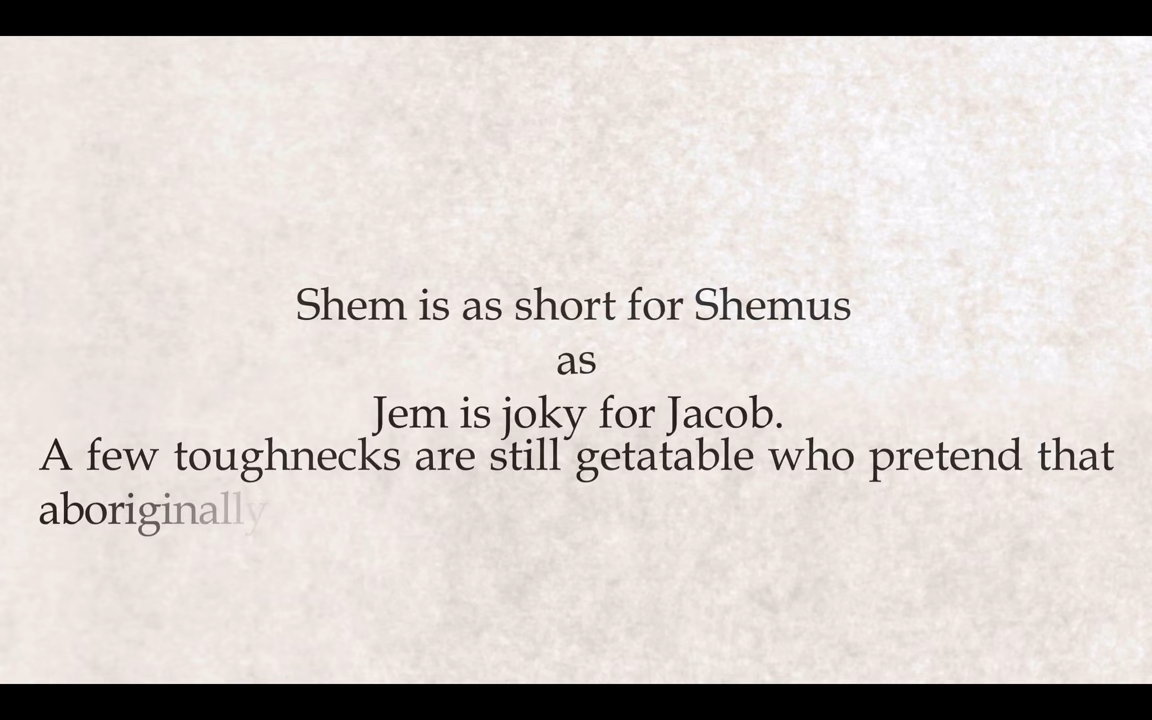 Shem is as short for Shemus
as
Jem is joky for Jacob.
A few toughnecks are still getatable who pretend that
aboriginally